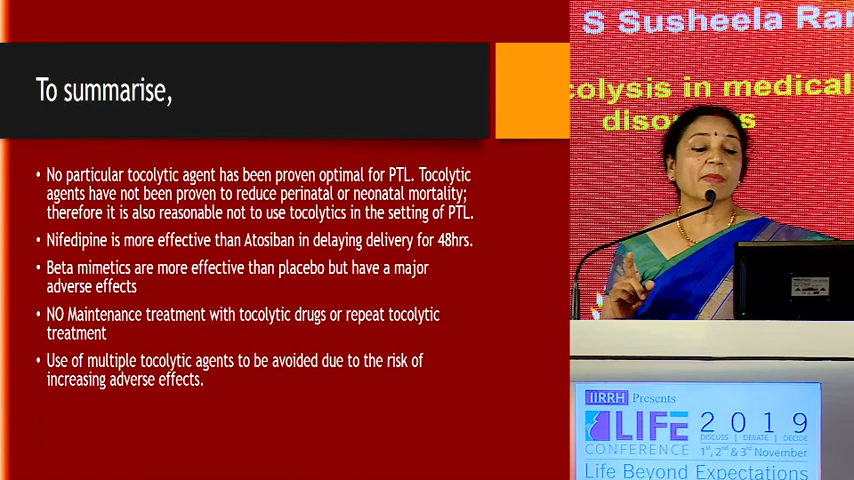 To summarise,
• No particular tocolytic agent has been proven optimal for PTL. Tocolytic
agents have not been proven to reduce perinatal or neonatal mortality;
therefore it is also reasonable not to use tocolytics in the setting of PTL.
• Nifedipine is more effective than Atosiban in delaying delivery for 48hrs.
• Beta mimetics are more effective than placebo but have a major
adverse effects
• NO Maintenance treatment with tocolytic drugs or repeat tocolytic
treatment
• Use of multiple tocolytic agents to be avoided due to the risk of
increasing adverse effects.
S Susheela Ran
colysis in medical
IIRRH Presents
LIFE
CONFERENCE
2019
DISCUSS | DEBATE | DECIDE
1st, 2nd & 3rd November
Life Beyond Expectations